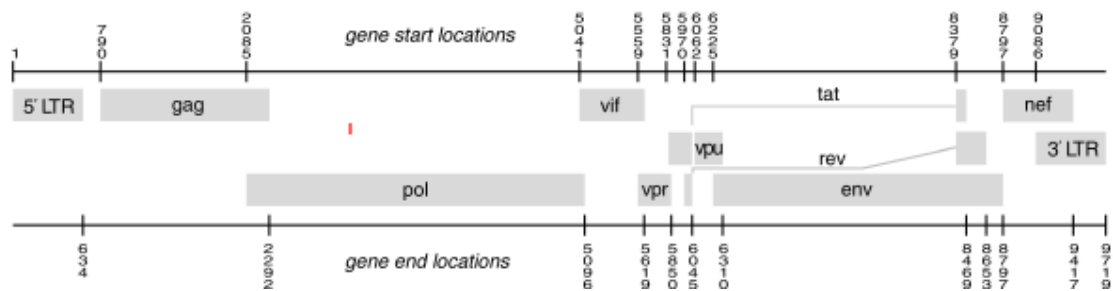 1 790 2085 gene start locations 5041 5559 5831 5970 6062 6225 8379 8797 9086
5′ LTR gag vif tat nef
vpu rev 3′ LTR
pol vpr env
634 2292 gene end locations 5096 5619 5850 6045 6310 8469 8653 8797 9417 9719